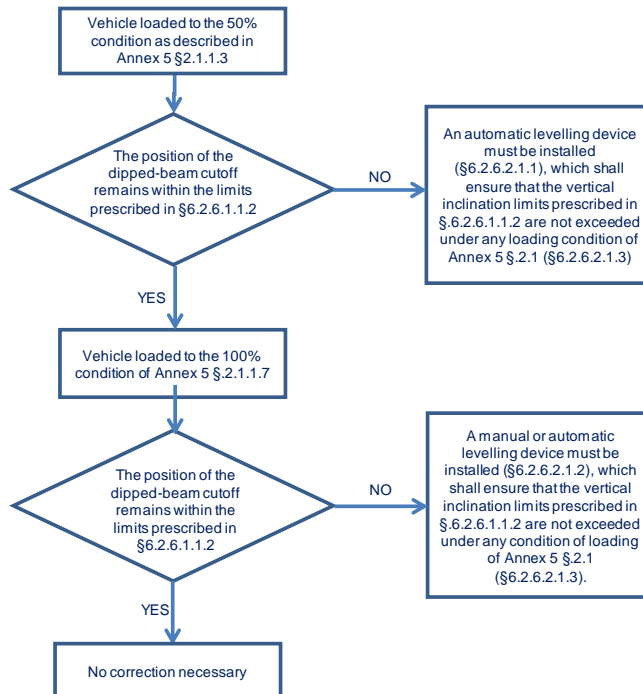 Vehicle loaded to the 50%
condition as described in
Annex 5 §2.1.1.3
The position of the
dipped-beam cutoff
remains within the limits
prescribed in §6.2.6.1.1.2
NO
An automatic levelling device
must be installed
(§6.2.6.2.1.1), which shall
ensure that the vertical
inclination limits prescribed in
§.6.2.6.1.1.2 are not exceeded
under any loading condition of
Annex 5 §.2.1 (§6.2.6.2.1.3)
YES
Vehicle loaded to the 100%
condition of Annex 5 §.2.1.1.7
The position of the
dipped-beam cutoff
remains within the
limits prescribed in
§6.2.6.1.1.2
NO
A manual or automatic
levelling device must be
installed (§6.2.6.2.1.2), which
shall ensure that the vertical
inclination limits prescribed in
§.6.2.6.1.1.2 are not exceeded
under any condition of loading
of Annex 5 §.2.1
(§6.2.6.2.1.3).
YES
No correction necessary